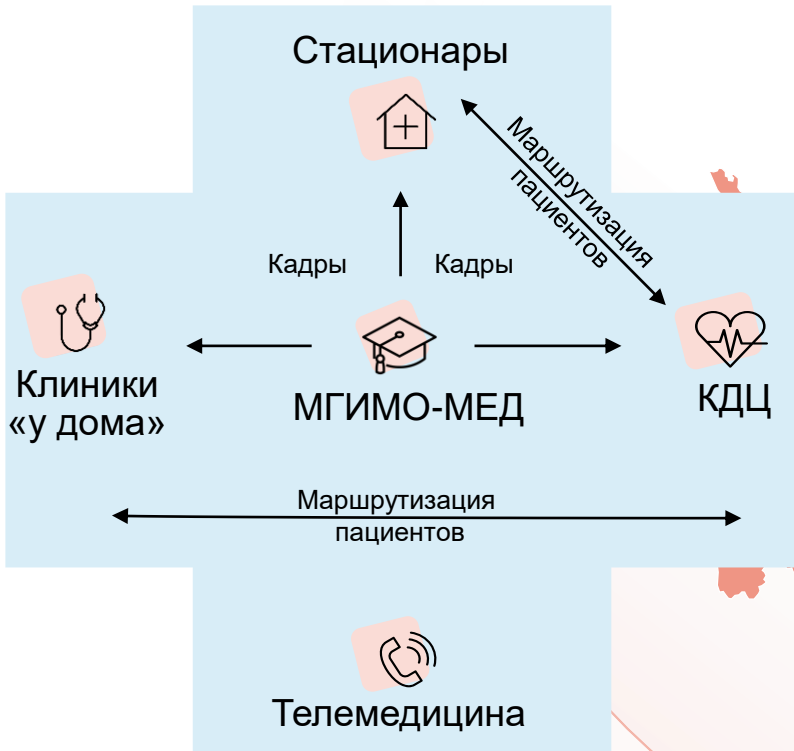 Стационары
Маршрутизация
пациентов
Кадры
Кадры
Клиники
«у дома»
МГИМО-МЕД
КДЦ
Маршрутизация
пациентов
Телемедицина